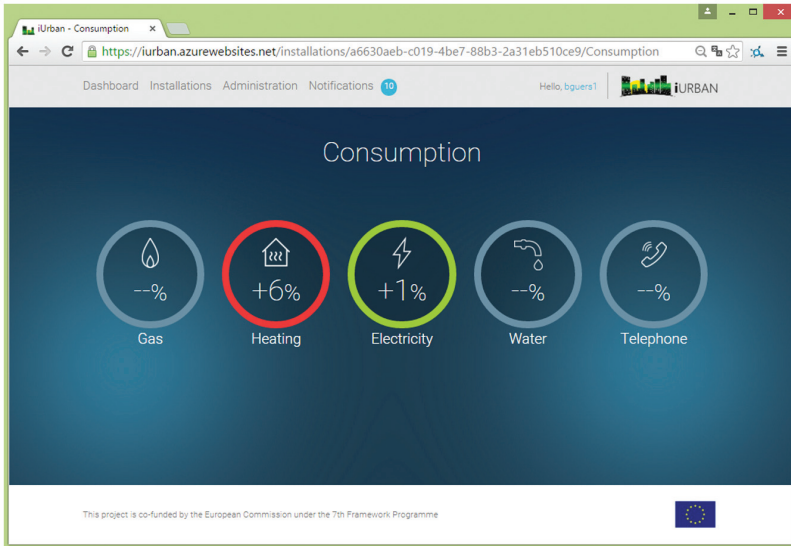 iUrban - Consumption
https://iurban.azurewebsites.net/installations/a6630aeb-c019-4be7-88b3-2a31eb510ce9/Consumption
Dashboard Installations Administration Notifications 10 Hello, bguers1 iURBAN
Consumption
--% +6% +1% --% --%
Gas Heating Electricity Water Telephone
This project is co-funded by the European Commission under the 7th Framework Programme